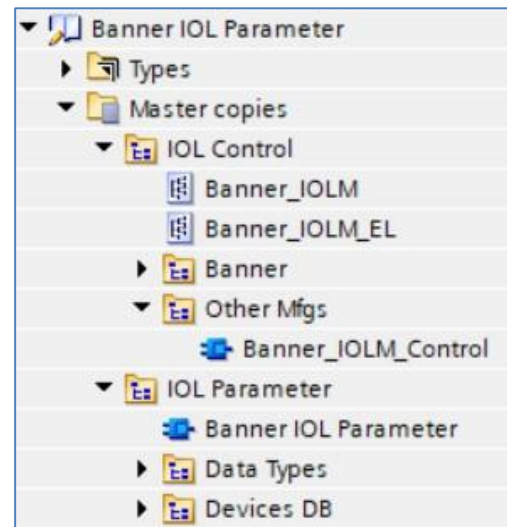 Banner IOL Parameter
Types
Master copies
IOL Control
Banner_IOLM
Banner_IOLM_EL
Banner
Other Mfgs
Banner_IOLM_Control
IOL Parameter
Banner IOL Parameter
Data Types
Devices DB